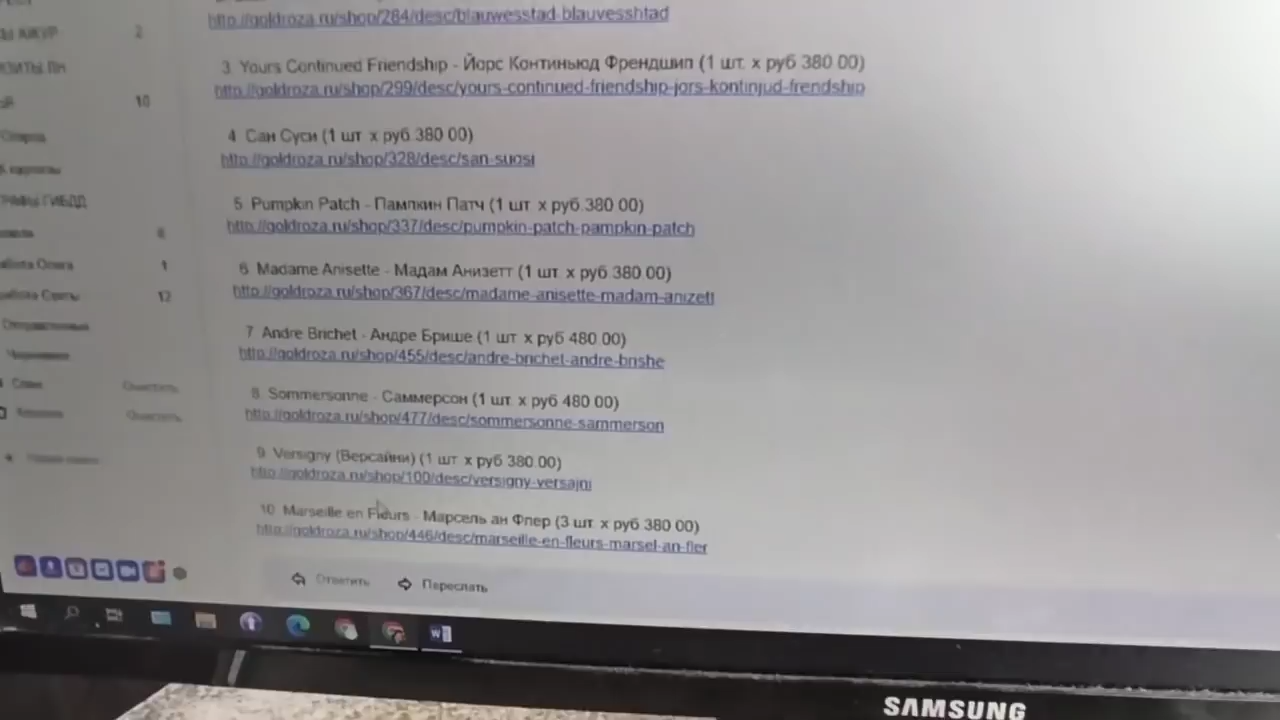 http://goldroza.ru/shop/284/desc/blauwesstad-blauvesshtad
2
3. Yours Continued Friendship - Йорс Континьюд Френдшип (1 шт. x руб 380.00)
http://goldroza.ru/shop/299/desc/yours-continued-friendship-jors-kontinjud-frendship
10
4. Сан Суси (1 шт. x руб.380.00)
http://goldroza.ru/shop/328/desc/san-suosi
5. Pumpkin Patch - Пампкин Патч (1 шт. x руб.380.00)
http://goldroza.ru/shop/337/desc/pumpkin-patch-pampkin-patch
6. Madame Anisette - Мадам Анизетт (1 шт. x руб 380.00)
http://goldroza.ru/shop/367/desc/madame-anisette-madam-anizett
1
12
7. Andre Brichet - Андре Брише (1 шт. x руб 480.00)
http://goldroza.ru/shop/455/desc/andre-brichet-andre-brishe
8. Sommersonne - Саммерсон (1 шт. x руб 480.00)
http://goldroza.ru/shop/477/desc/sommersonne-sammerson
Очистить
Очистить
9. Versigny (Версайни) (1 шт. x руб 380.00)
http://goldroza.ru/shop/100/desc/versigny-versajni
10. Marseille en Fleurs - Марсель ан Флер (3 шт. x руб 380.00)
http://goldroza.ru/shop/446/desc/marseille-en-fleurs-marsel-an-fler
Ответить Переслать
SAMSUNG